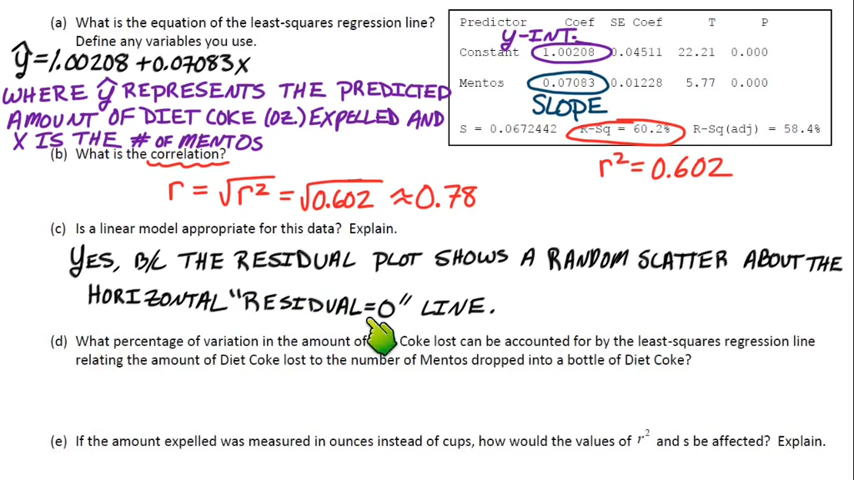 (a) What is the equation of the least-squares regression line?
Define any variables you use.
ŷ=1.00208 +0.07083x
WHERE ŷ REPRESENTS THE PREDICTED
AMOUNT OF DIET COKE (OZ) EXPELLED AND
X IS THE # OF MENTOS
Predictor Coef SE Coef T P
y-INT.
Constant 1.00208 0.04511 22.21 0.000
Mentos 0.07083 0.01228 5.77 0.000
SLOPE
S = 0.0672442 R-Sq = 60.2% R-Sq(adj) = 58.4%
r²=0.602
(b) What is the correlation?
r = √r² = √0.602 ≈0.78
(c) Is a linear model appropriate for this data? Explain.
YES, B/C THE RESIDUAL PLOT SHOWS A RANDOM SCATTER ABOUT THE
HORIZONTAL "RESIDUAL=0" LINE.
(d) What percentage of variation in the amount of Coke lost can be accounted for by the least-squares regression line
relating the amount of Diet Coke lost to the number of Mentos dropped into a bottle of Diet Coke?
(e) If the amount expelled was measured in ounces instead of cups, how would the values of r² and s be affected? Explain.